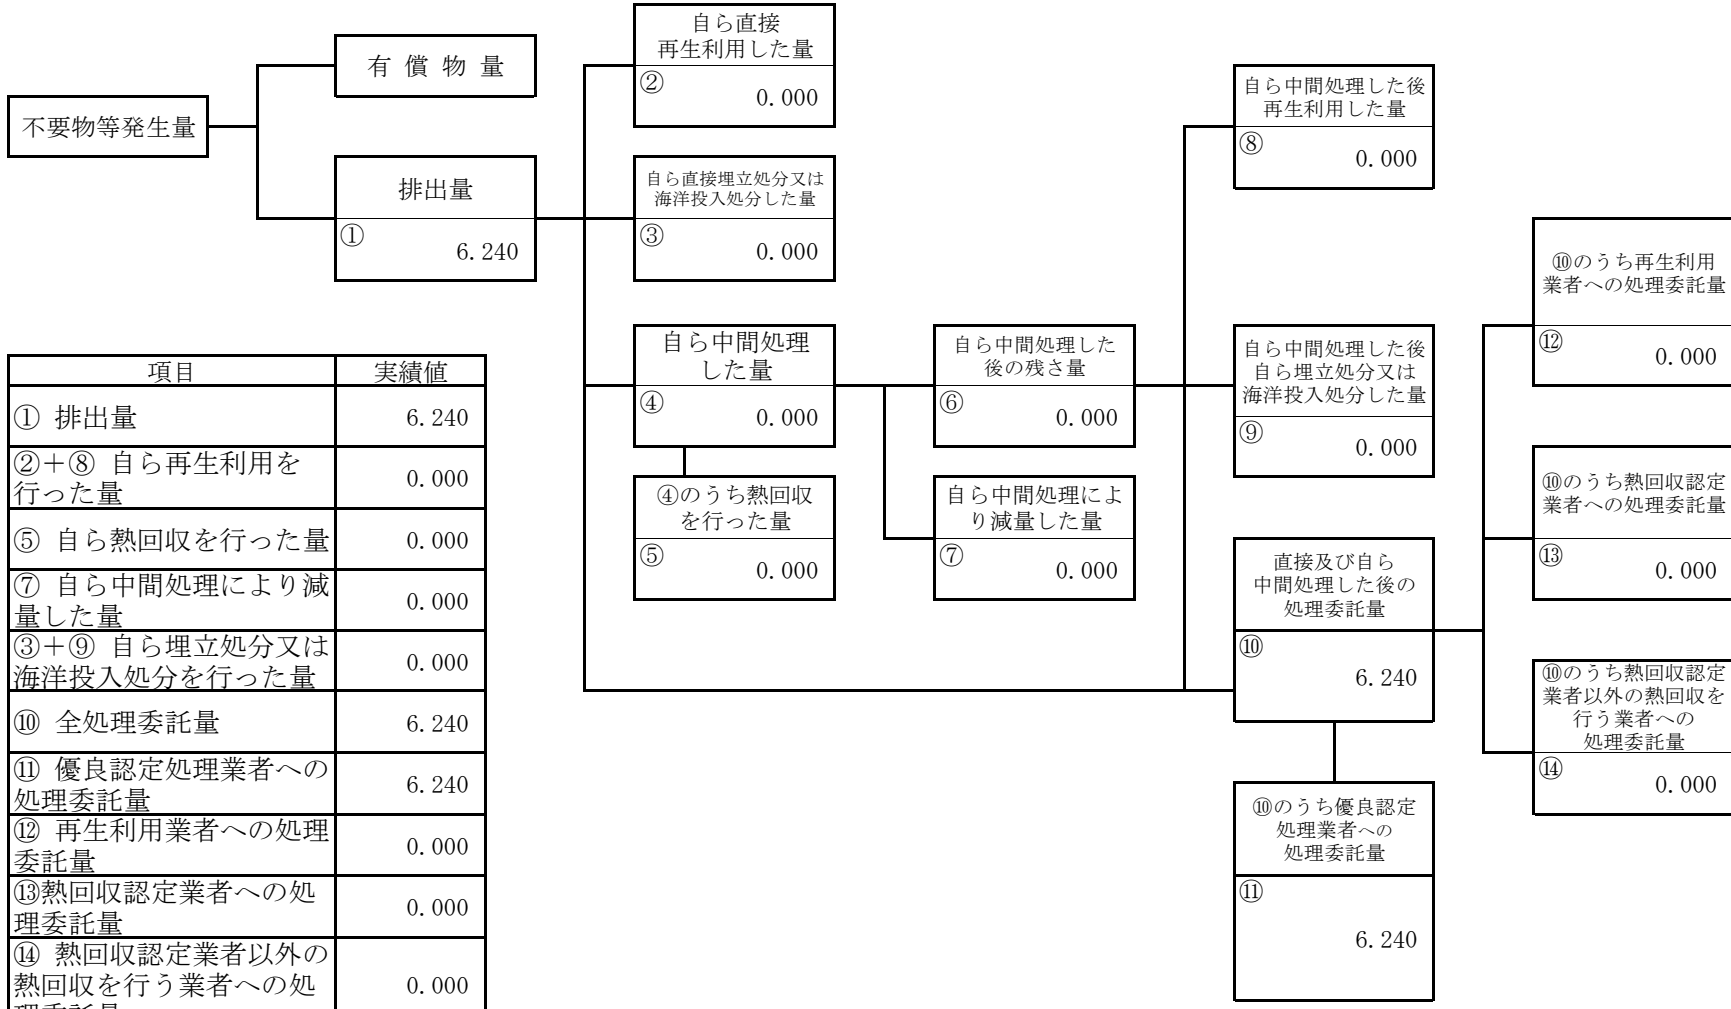 不要物等発生量
有 償 物 量
排出量
①
6.240
自ら直接
再生利用した量
②
0.000
自ら直接埋立処分又は
海洋投入処分した量
③
0.000
自ら中間処理
した量
④
0.000
④のうち熱回収
を行った量
⑤
0.000
自ら中間処理した
後の残さ量
⑥
0.000
自ら中間処理によ
り減量した量
⑦
0.000
自ら中間処理した後
再生利用した量
⑧
0.000
自ら中間処理した後
自ら埋立処分又は
海洋投入処分した量
⑨
0.000
直接及び自ら
中間処理した後の
処理委託量
⑩
6.240
⑩のうち優良認定
処理業者への
処理委託量
⑪
6.240
⑩のうち再生利用
業者への処理委託量
⑫
0.000
⑩のうち熱回収認定
業者への処理委託量
⑬
0.000
⑩のうち熱回収認定
業者以外の熱回収を
行う業者への
処理委託量
⑭
0.000
項目 実績値
① 排出量 6.240
②＋⑧ 自ら再生利用を
行った量 0.000
⑤ 自ら熱回収を行った量 0.000
⑦ 自ら中間処理により減
量した量 0.000
③＋⑨ 自ら埋立処分又は
海洋投入処分を行った量 0.000
⑩ 全処理委託量 6.240
⑪ 優良認定処理業者への
処理委託量 6.240
⑫ 再生利用業者への処理
委託量 0.000
⑬熱回収認定業者への処
理委託量 0.000
⑭ 熱回収認定業者以外の
熱回収を行う業者への処 0.000